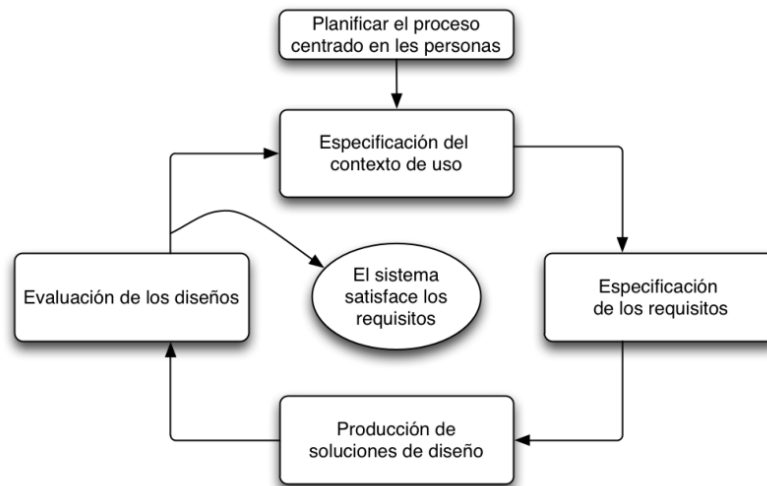 Planificar el proceso
centrado en les personas
Especificación del
contexto de uso
Evaluación de los diseños
El sistema
satisface los
requisitos
Especificación
de los requisitos
Producción de
soluciones de diseño